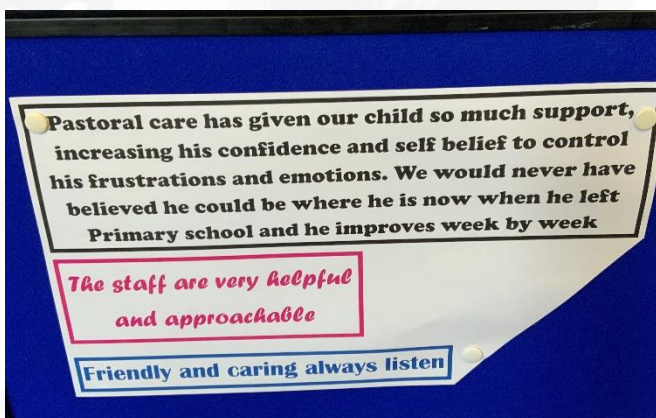 Pastoral care has given our child so much support,
increasing his confidence and self belief to control
his frustrations and emotions. We would never have
believed he could be where he is now when he left
Primary school and he improves week by week
The staff are very helpful
and approachable
Friendly and caring always listen